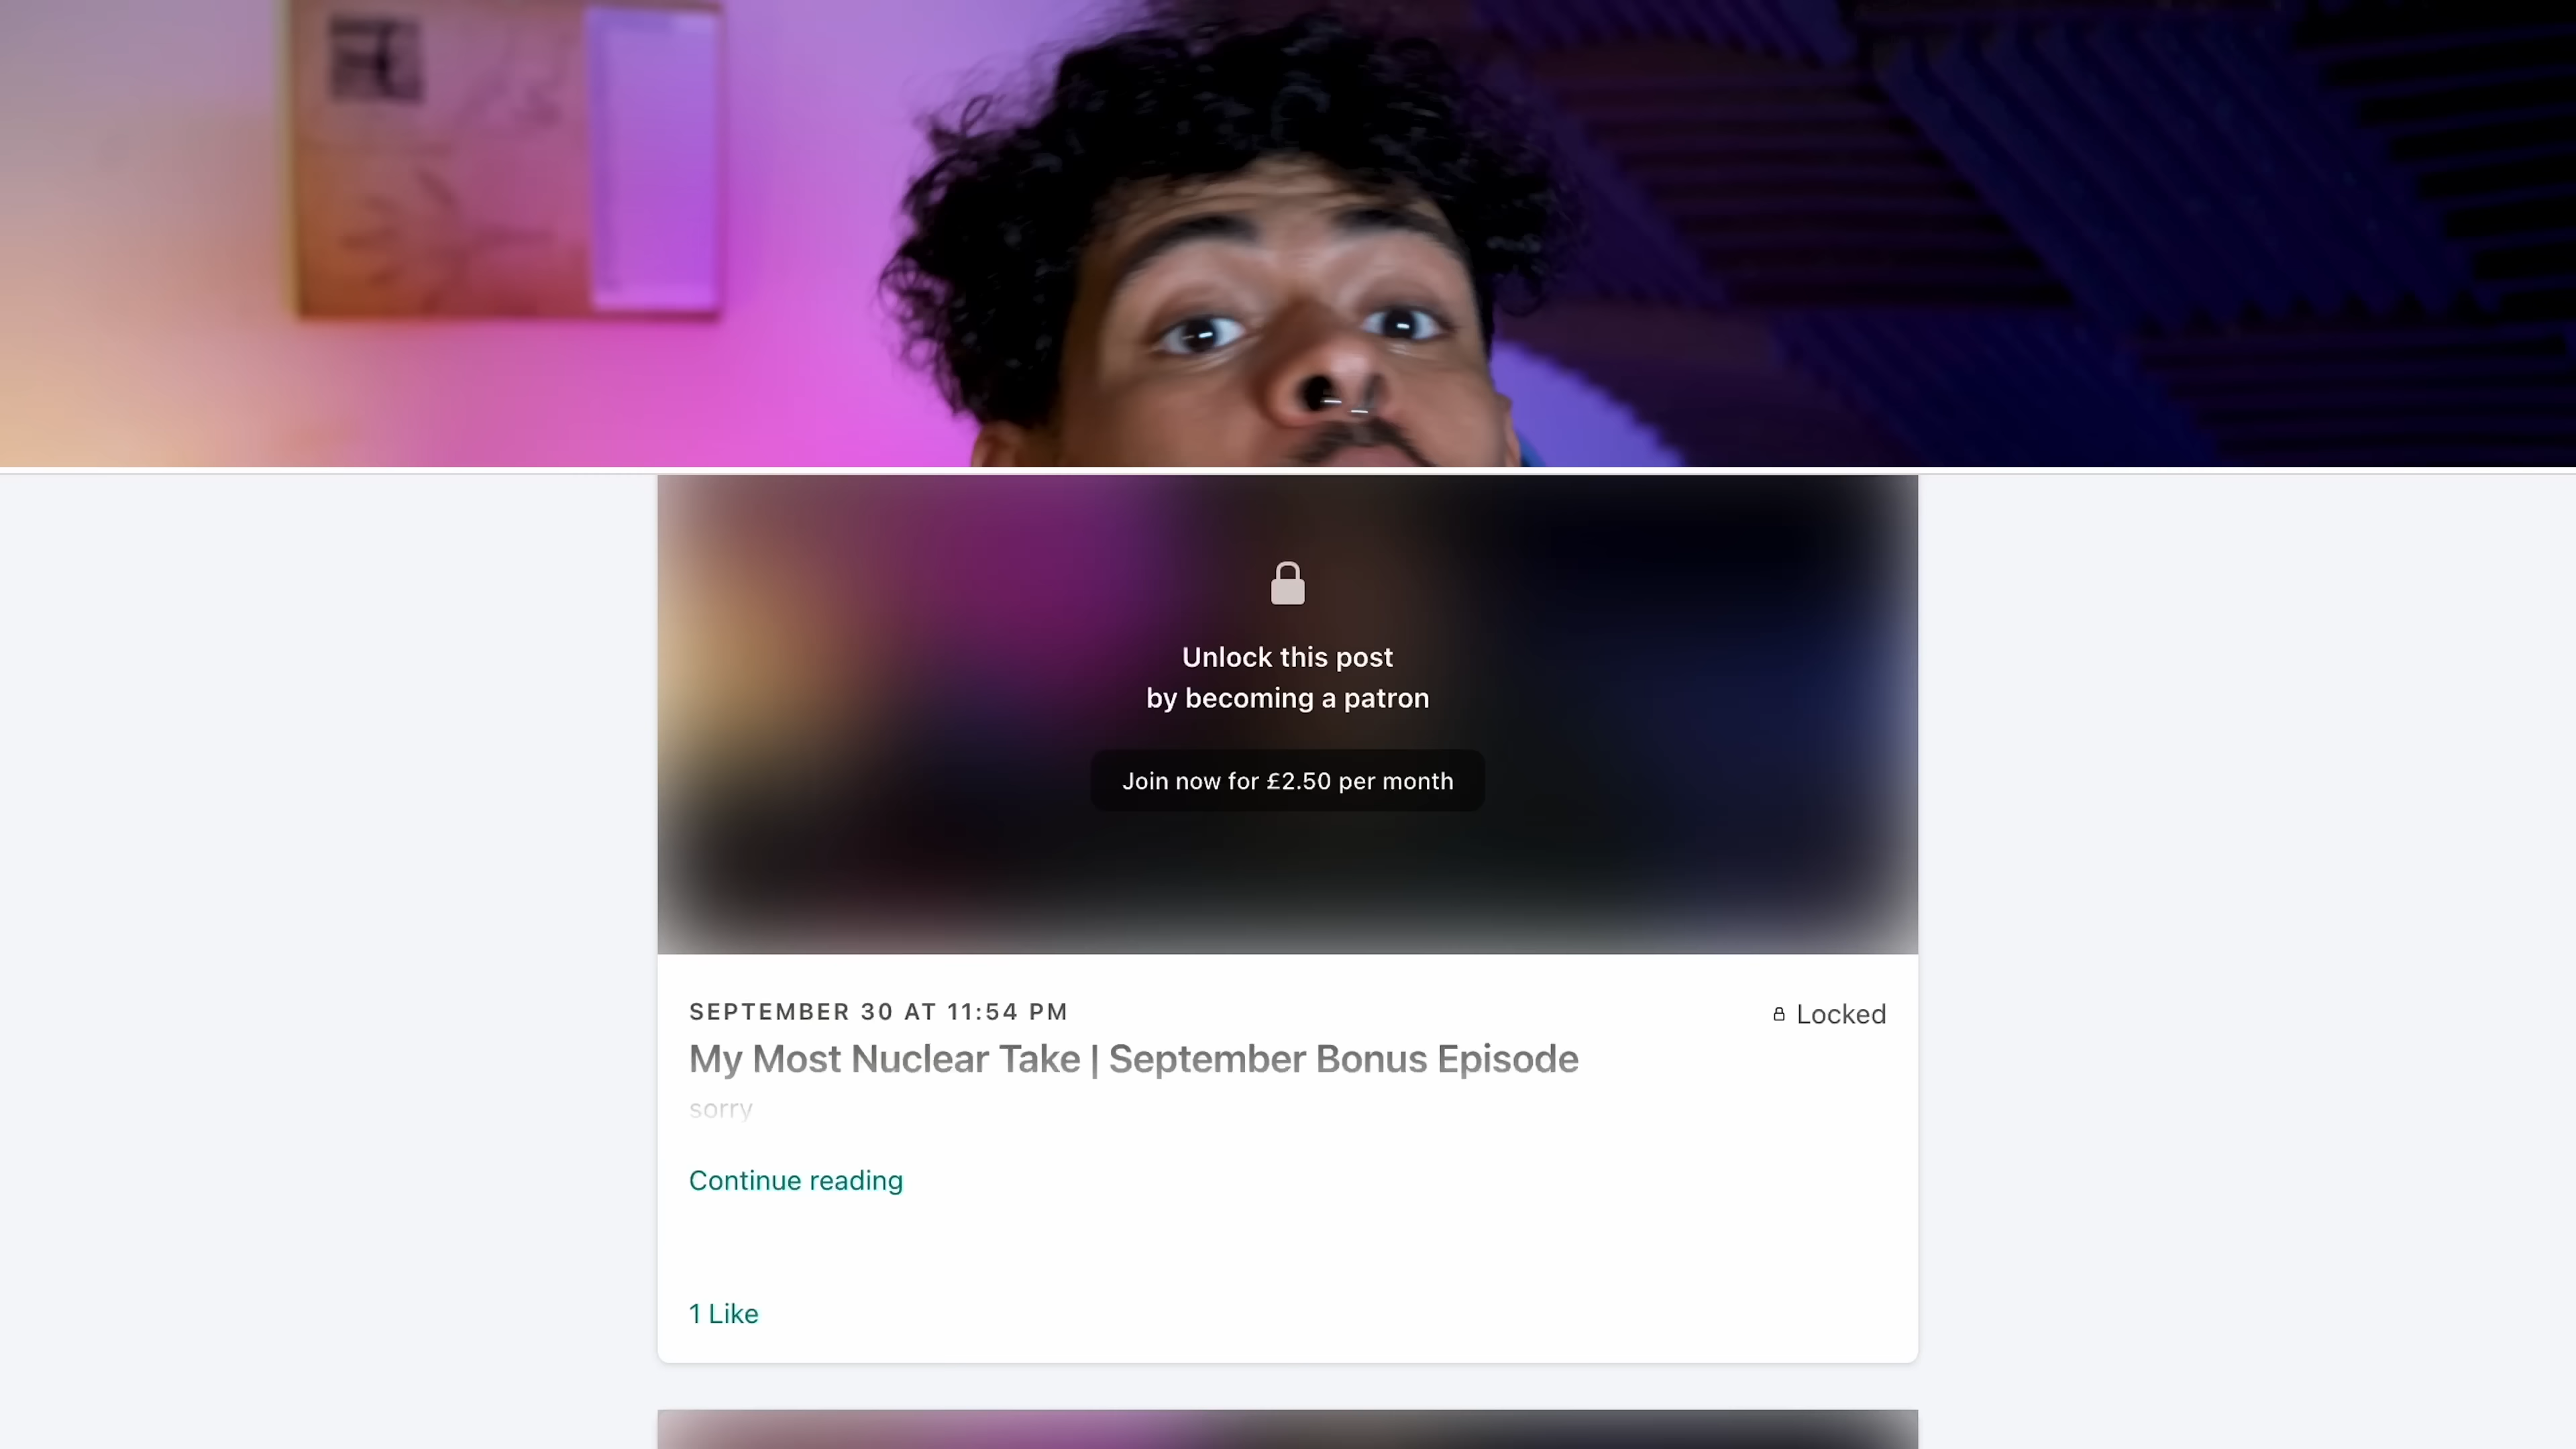 Unlock this post
by becoming a patron
Join now for £2.50 per month
SEPTEMBER 30 AT 11:54 PM
Locked
My Most Nuclear Take | September Bonus Episode
sorry
Continue reading
1 Like